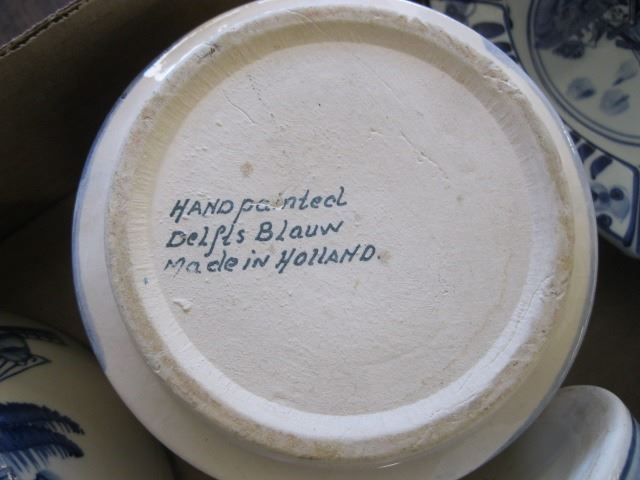 HAND painted
Delfts Blauw
Made in HOLLAND.